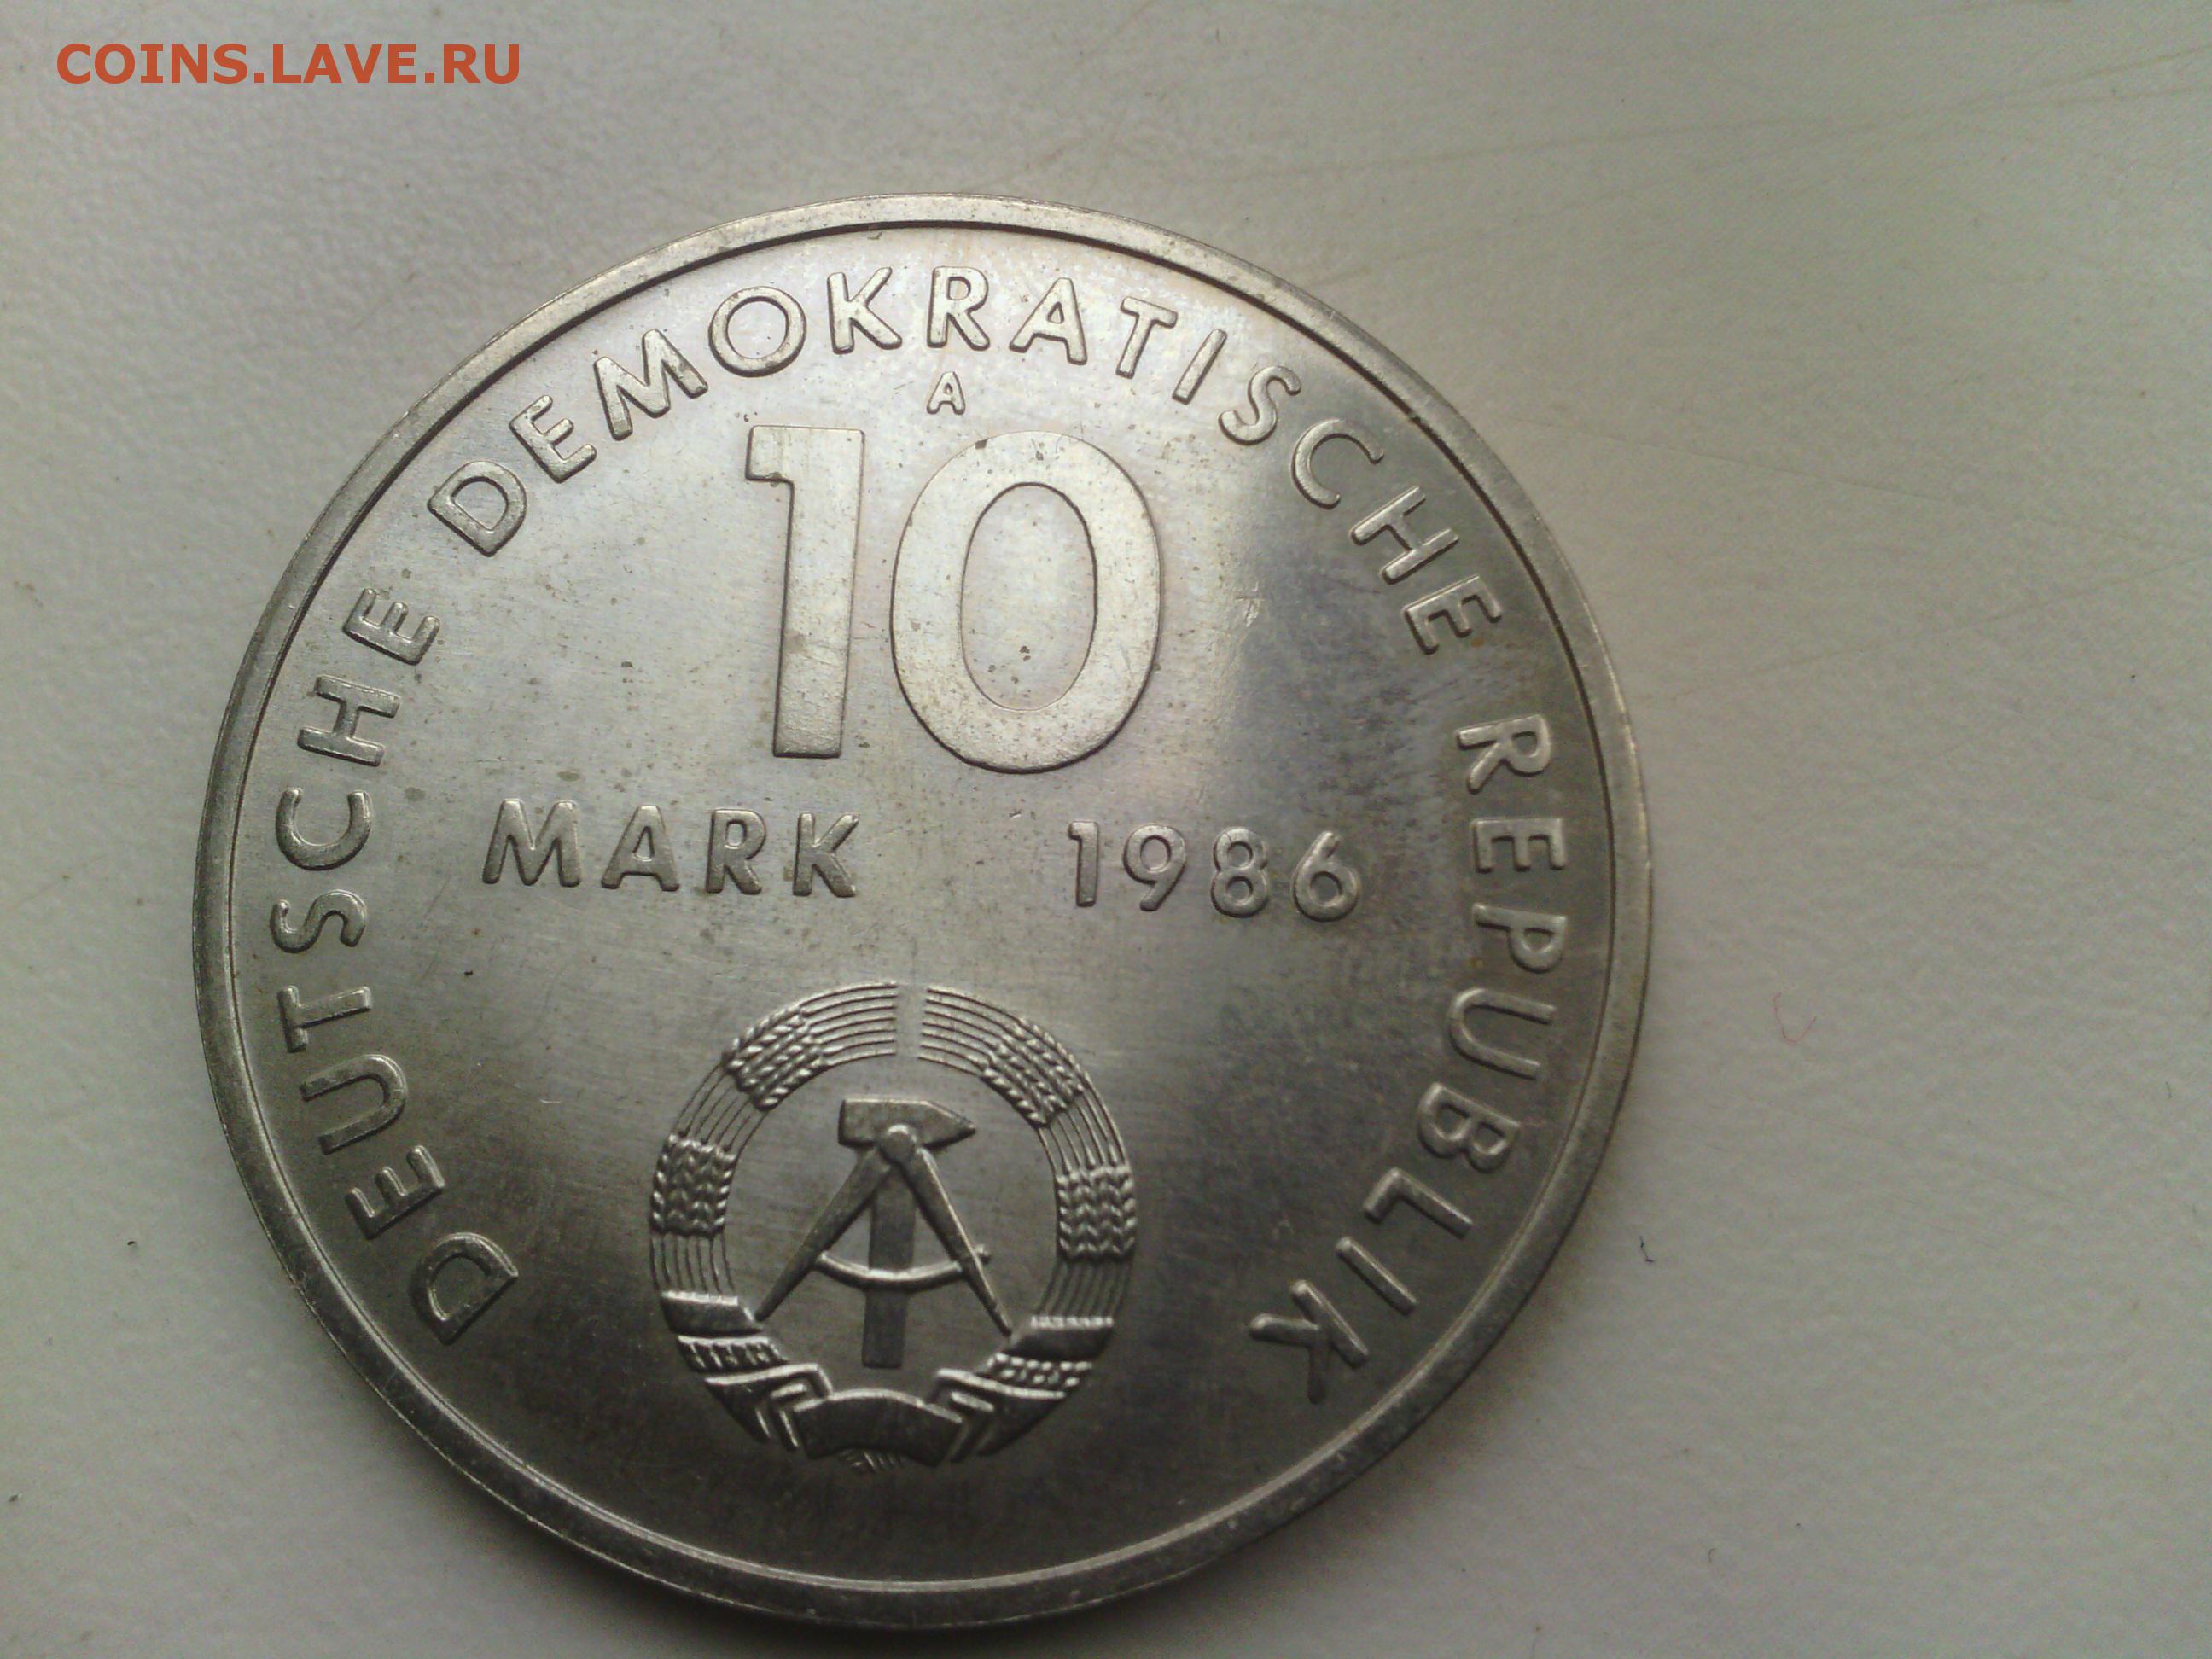 COINS.LAVE.RU
DEUTSCHE DEMOKRATISCHE REPUBLIK
A
10
MARK 1986